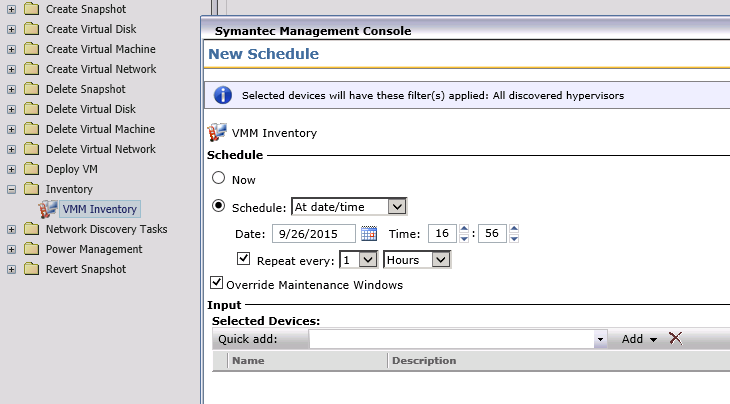 Create Snapshot
Create Virtual Disk
Create Virtual Machine
Create Virtual Network
Delete Snapshot
Delete Virtual Disk
Delete Virtual Machine
Delete Virtual Network
Deploy VM
Inventory
VMM Inventory
Network Discovery Tasks
Power Management
Revert Snapshot
Symantec Management Console
New Schedule
Selected devices will have these filter(s) applied: All discovered hypervisors
VMM Inventory
Schedule
Now
Schedule: At date/time
Date: 9/26/2015 Time: 16 : 56
Repeat every: 1 Hours
Override Maintenance Windows
Input
Selected Devices:
Quick add: Add
Name Description